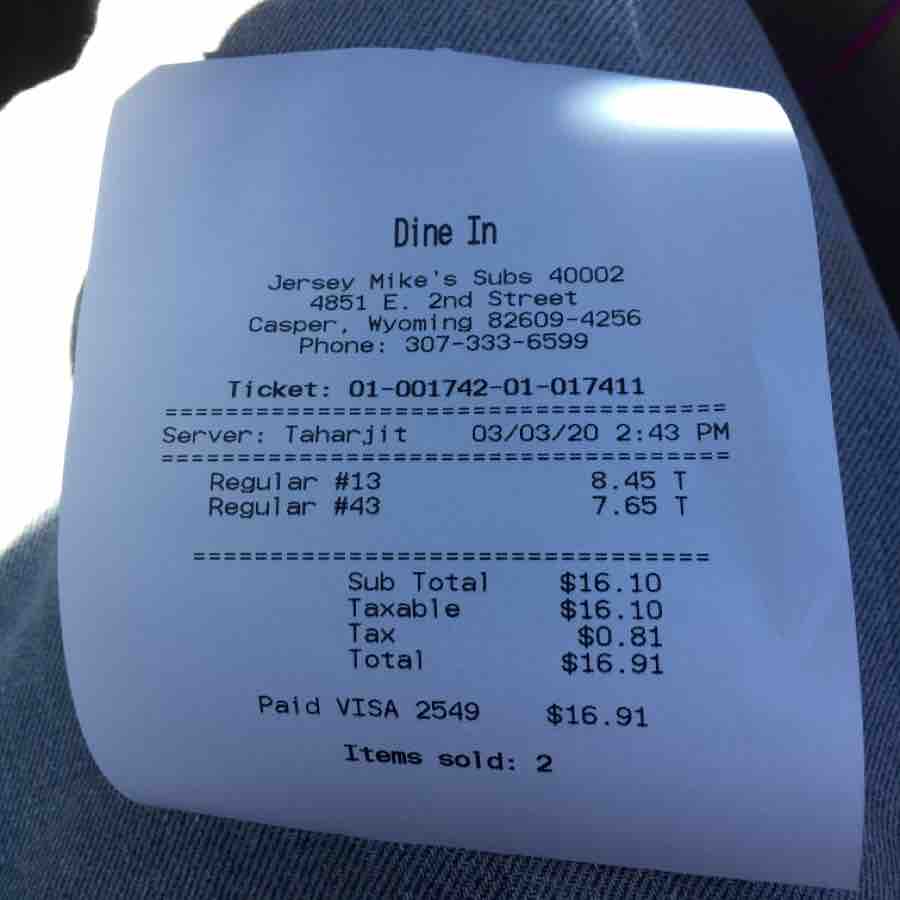 Dine In
Jersey Mike's Subs 40002
4851 E. 2nd Street
Casper, Wyoming 82609-4256
Phone: 307-333-6599
Ticket: 01-001742-01-017411
====================================
Server: Taharjit 03/03/20 2:43 PM
====================================
Regular #13 8.45 T
Regular #43 7.65 T
=================================
Sub Total $16.10
Taxable $16.10
Tax $0.81
Total $16.91
Paid VISA 2549 $16.91
Items sold: 2